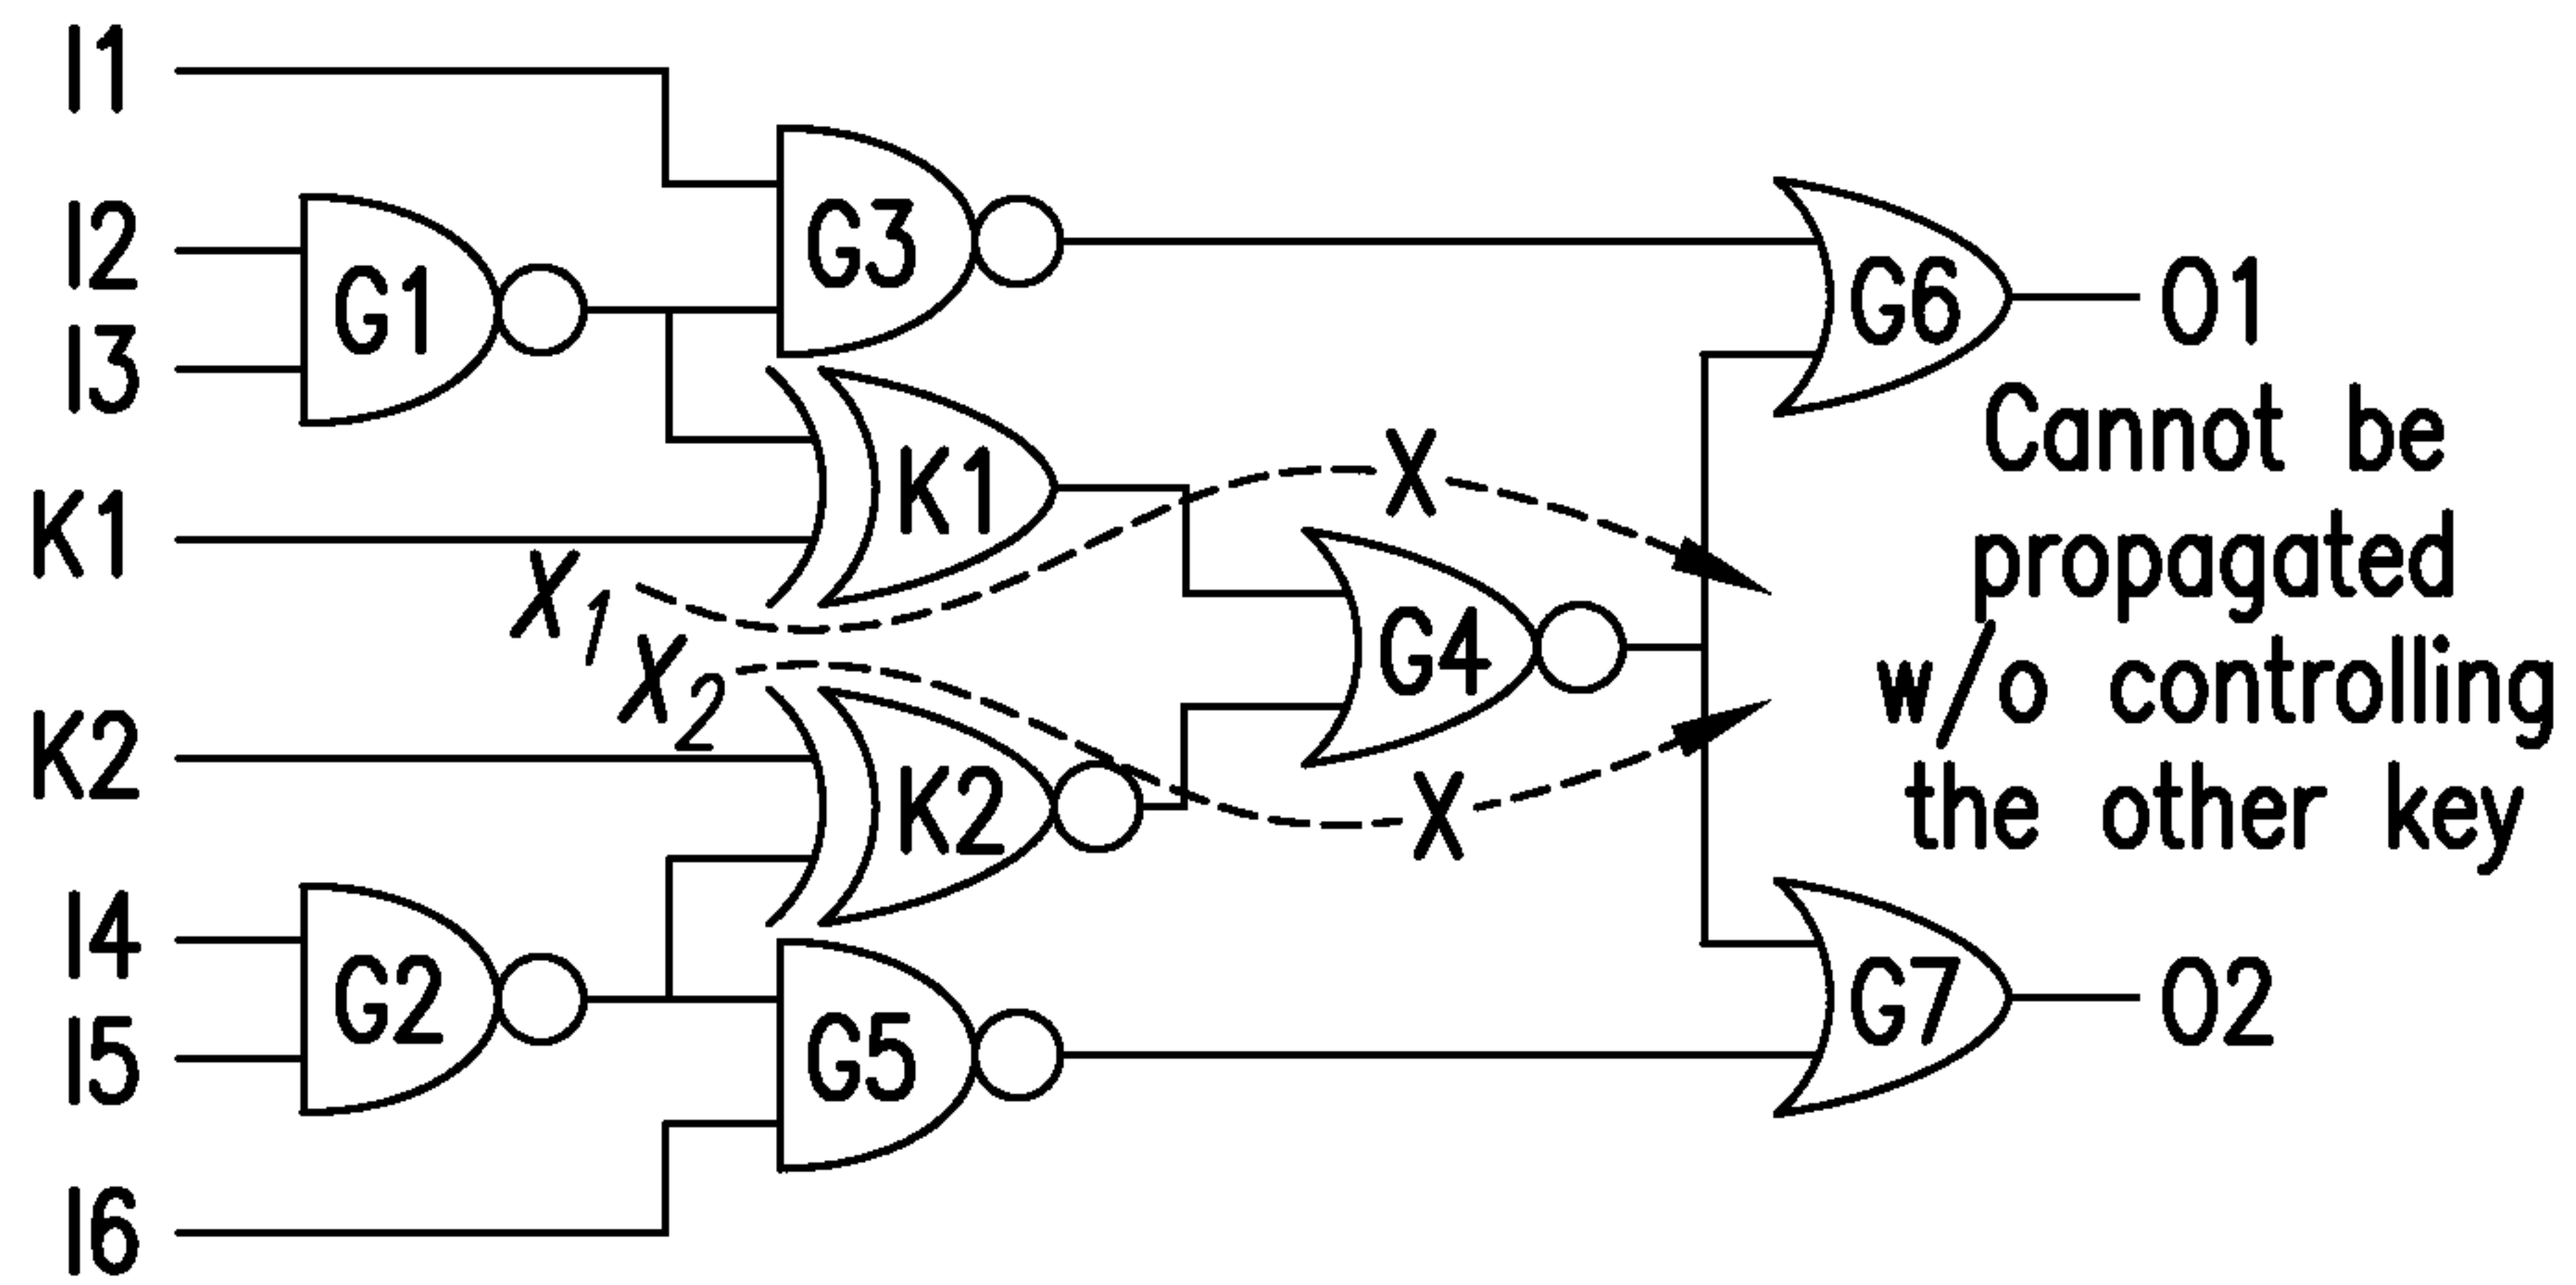 I1
I2
I3
K1
K2
I4
I5
I6
G1
G2
G3
K1
K2
G5
X1
X2
X
X
G4
G6
G7
O1
Cannot be
propagated
w/o controlling
the other key
O2